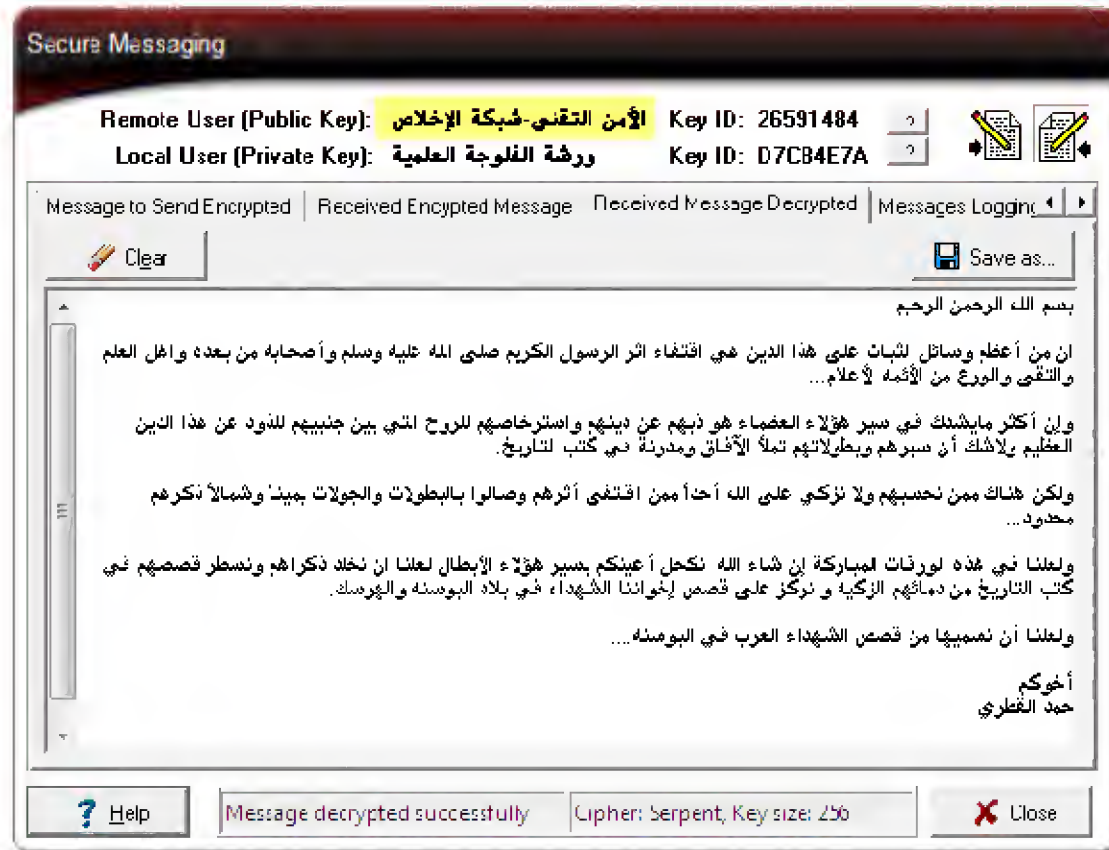 Secure Messaging
Remote User (Public Key): الأمن التقني-شبكة الإخلاص Key ID: 26591484 ?
Local User (Private Key): ورشة الفلوجة العلمية Key ID: D7CB4E7A ?
Message to Send Encrypted Received Encypted Message Received Message Decrypted Messages Logging
Clear Save as...
بسم الله الرحمن الرحيم
ان من أعظم وسائل لثبات على هذا الدين هي اقتفاء اثر الرسول الكريم صلى الله عليه وسلم وأصحابه من بعده واهل العلم
والتقى والورع من الأئمه لأعلام...
وإن أكثر مايشدك في سير هؤلاء العظماء هو ذبهم عن دينهم واسترخاصهم للروح التي بين جنبيهم للذود عن هذا الدين
العظيم ولاشك أن سيرهم وبطولاتهم تملأ الآفاق ومدونة في كتب لتاريخ.
ولكن هناك ممن نحسبهم ولا نزكي على الله أحداً ممن اقتفى أثرهم وصالوا بالبطولات والجولات يمينا وشمالاً ذكرهم
محدود...
ولعلنا في هذه لورقات المباركة إن شاء الله نكحل أعينكم بسير هؤلاء الأبطال لعلنا ان نخلد ذكراهم ونسطر قصصهم في
كتب التاريخ من دمائهم الزكيه و نركز على قصص إخواننا الشهداء في بلاد البوسنه والهرسك.
ولعلنا أن نسميها من قصص الشهداء العرب في البوسنه....
أخوكم
حمد القطري
Help Message decrypted successfully Cipher: Serpent, Key size: 256 Close